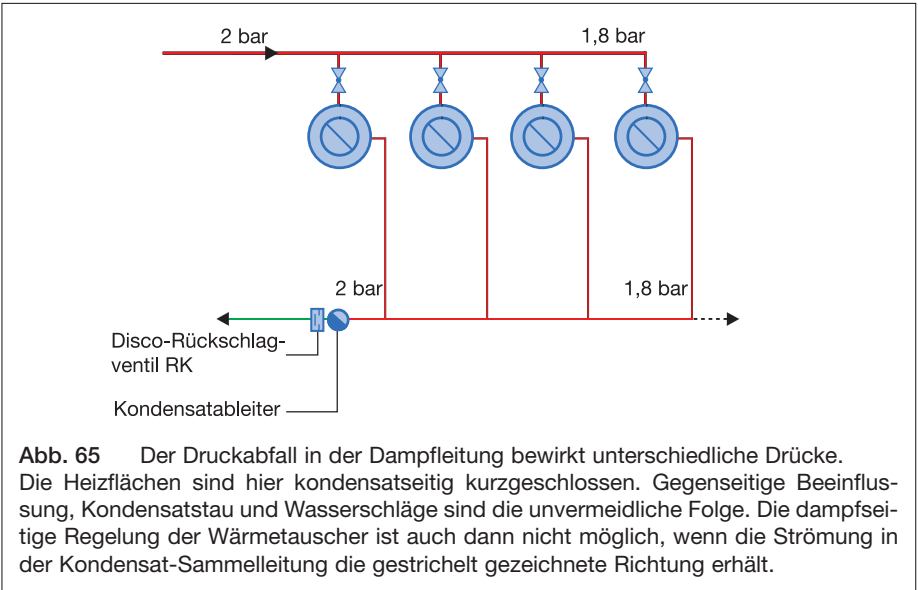 2 bar
1,8 bar
2 bar
1,8 bar
Disco-Rückschlag-
ventil RK
Kondensatableiter
Abb. 65 Der Druckabfall in der Dampfleitung bewirkt unterschiedliche Drücke.
Die Heizflächen sind hier kondensatseitig kurzgeschlossen. Gegenseitige Beeinflus-
sung, Kondensatstau und Wasserschläge sind die unvermeidliche Folge. Die dampfsei-
tige Regelung der Wärmetauscher ist auch dann nicht möglich, wenn die Strömung in
der Kondensat-Sammelleitung die gestrichelt gezeichnete Richtung erhält.